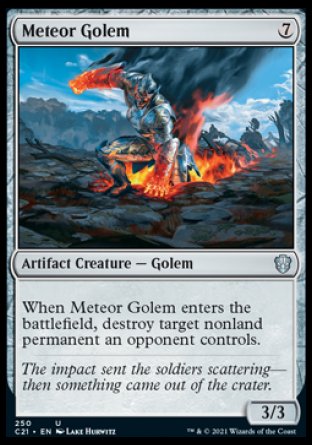 Meteor Golem 7
Artifact Creature — Golem
When Meteor Golem enters the
battlefield, destroy target nonland
permanent an opponent controls.
The impact sent the soldiers scattering—
then something came out of the crater.
3/3
250 U
C21 • EN LAKE HURWITZ ™ & © 2021 Wizards of the Coast